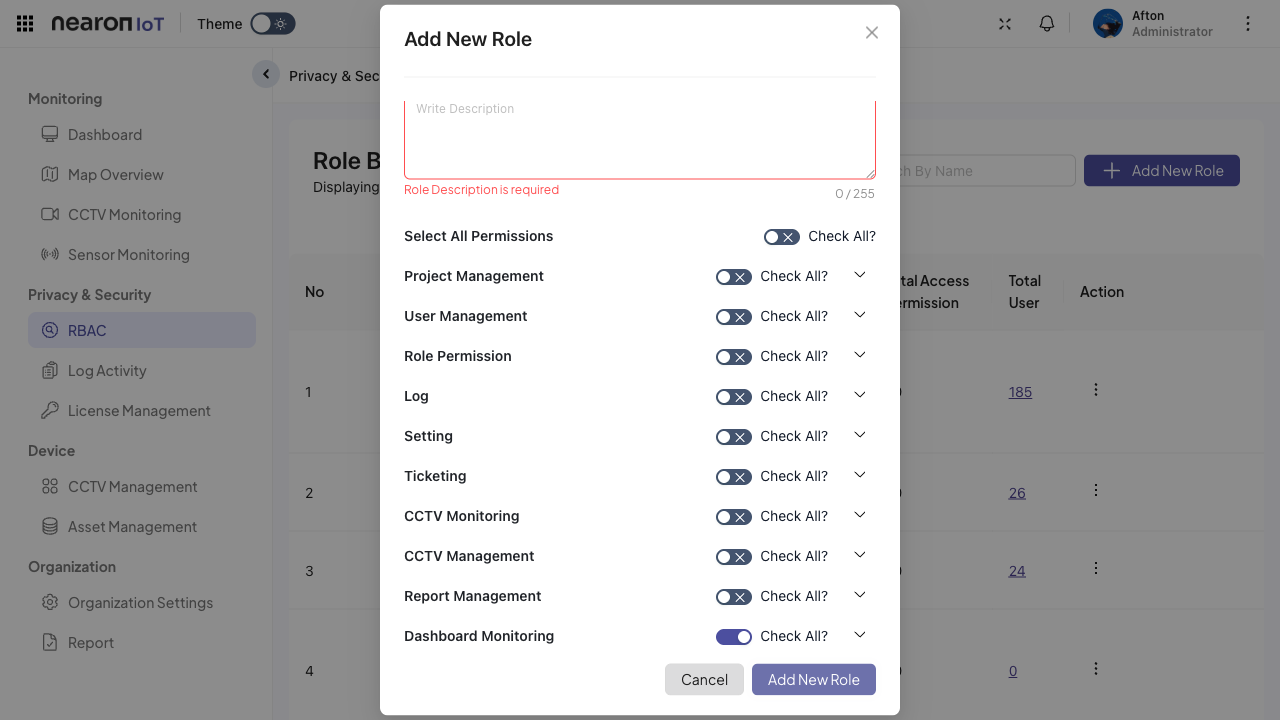 nearon IoT
Theme
Afton
Administrator
Monitoring
Dashboard
Map Overview
CCTV Monitoring
Sensor Monitoring
Privacy & Security
RBAC
Log Activity
License Management
Device
CCTV Management
Asset Management
Organization
Organization Settings
Report
Privacy & Sec
Role B
Displaying
ch By Name
Add New Role
No
tal Access
rmission
Total
User
Action
1
185
2
26
3
24
4
0
Add New Role
Write Description
Role Description is required
0 / 255
Select All Permissions
Check All?
Project Management
Check All?
User Management
Check All?
Role Permission
Check All?
Log
Check All?
Setting
Check All?
Ticketing
Check All?
CCTV Monitoring
Check All?
CCTV Management
Check All?
Report Management
Check All?
Dashboard Monitoring
Check All?
Cancel
Add New Role